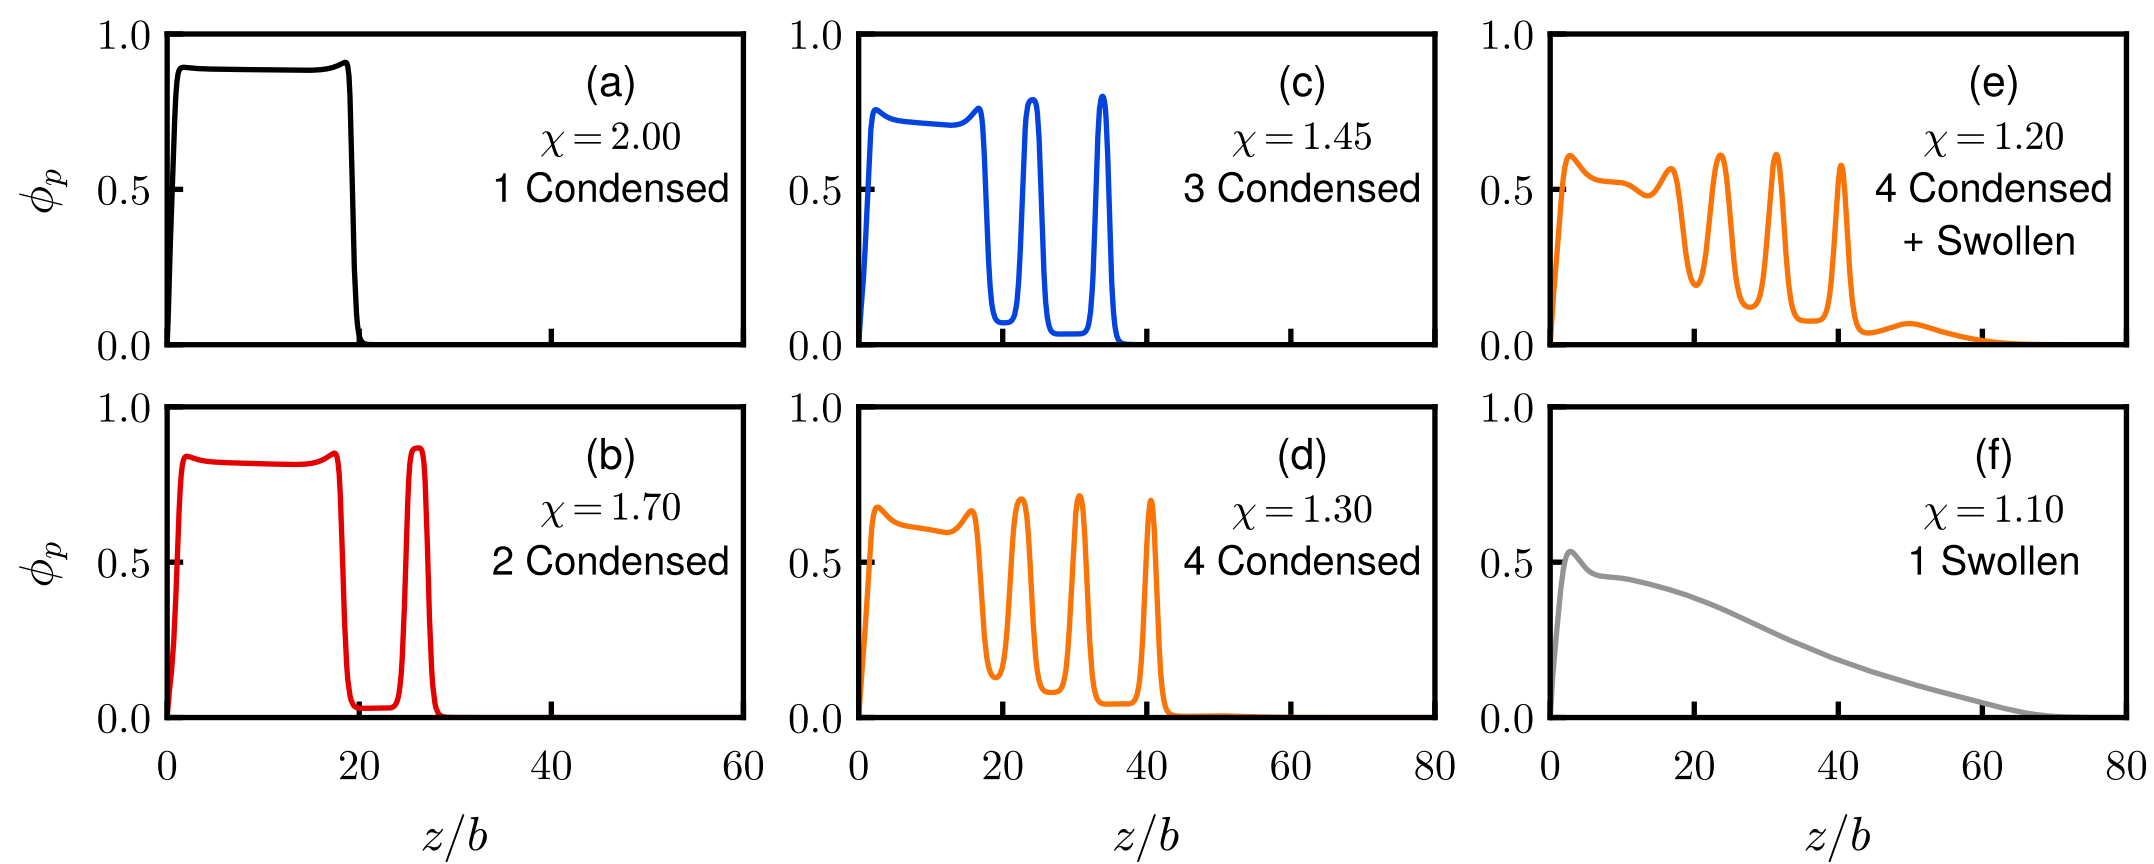 1.0
0.5
0.0
ϕ_p
(a)
χ = 2.00
1 Condensed
1.0
0.5
0.0
(c)
χ = 1.45
3 Condensed
1.0
0.5
0.0
(e)
χ = 1.20
4 Condensed
+ Swollen
1.0
0.5
0.0
ϕ_p
(b)
χ = 1.70
2 Condensed
0 20 40 60
z/b
1.0
0.5
0.0
(d)
χ = 1.30
4 Condensed
0 20 40 60 80
z/b
1.0
0.5
0.0
(f)
χ = 1.10
1 Swollen
0 20 40 60 80
z/b